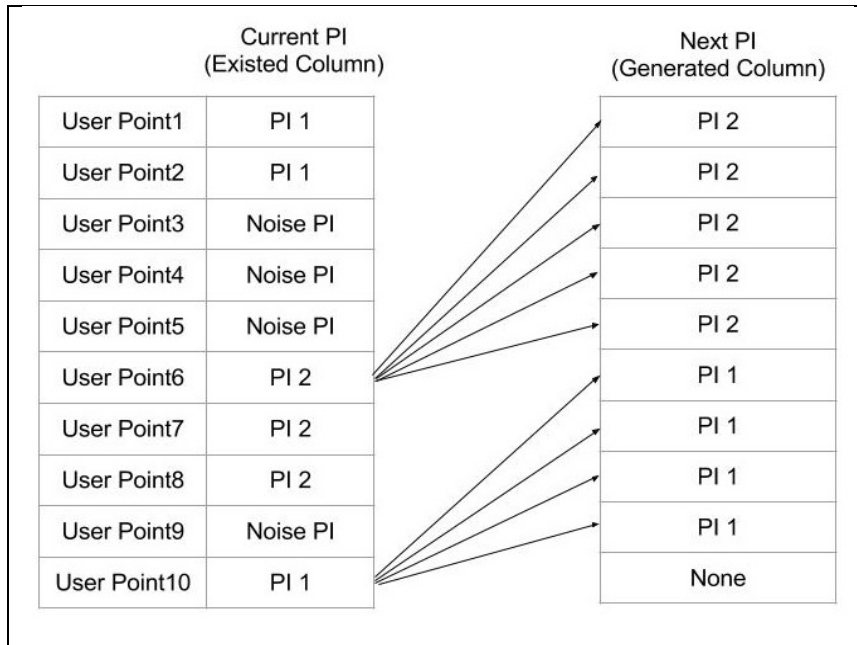 Current PI
(Existed Column)
Next PI
(Generated Column)
User Point1 PI 1 PI 2
User Point2 PI 1 PI 2
User Point3 Noise PI PI 2
User Point4 Noise PI PI 2
User Point5 Noise PI PI 2
User Point6 PI 2 PI 1
User Point7 PI 2 PI 1
User Point8 PI 2 PI 1
User Point9 Noise PI PI 1
User Point10 PI 1 None